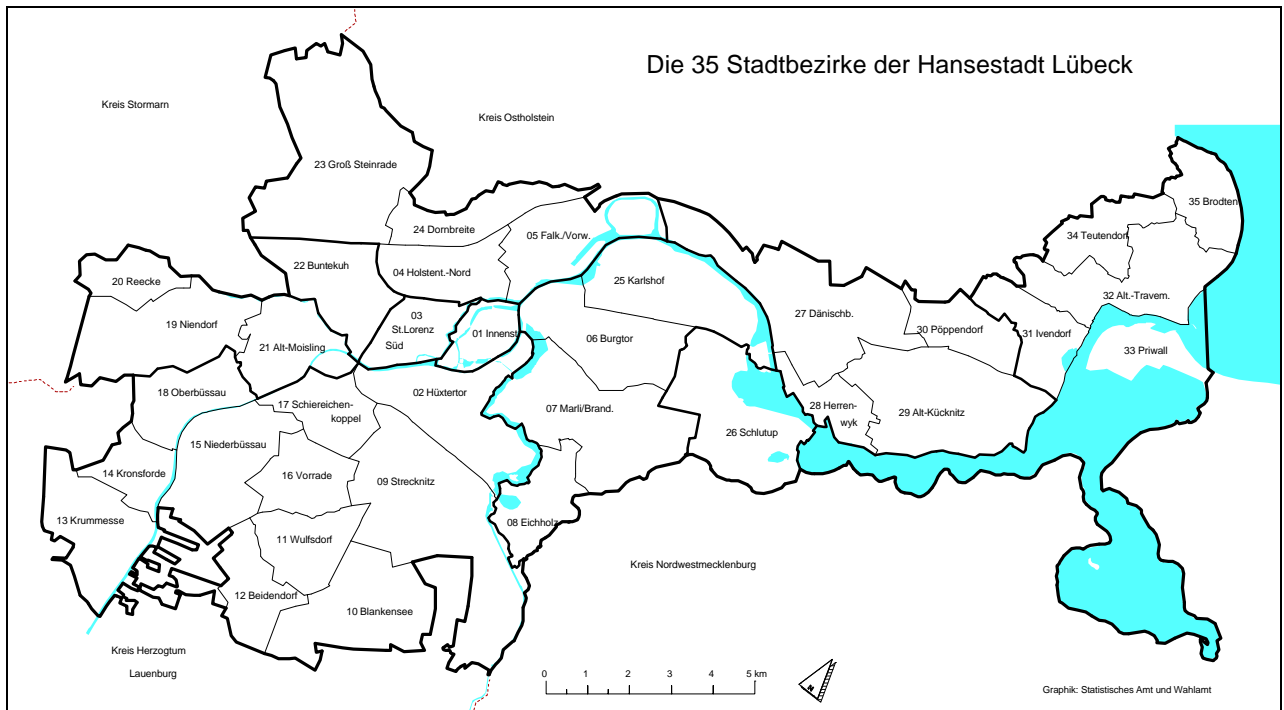 Die 35 Stadtbezirke der Hansestadt Lübeck
Kreis Stormarn
Kreis Ostholstein
23 Groß Steinrade
35 Brodten
24 Dornbreite
05 Falk./Vorw.
34 Teutendorf
22 Buntekuh
04 Holstent.-Nord
20 Reecke
25 Karlshof
32 Alt.-Travem.
03
St.Lorenz
Süd
27 Dänischb.
19 Niendorf
01 Innenst.
06 Burgtor
30 Pöppendorf
31 Ivendorf
21 Alt-Moisling
33 Priwall
18 Oberbüssau
02 Hüxtertor
17 Schiereichen-
koppel
07 Marli/Brand.
28 Herren-
wyk
29 Alt-Kücknitz
26 Schlutup
15 Niederbüssau
14 Kronsforde
16 Vorrade
09 Strecknitz
13 Krummesse
08 Eichholz
11 Wulfsdorf
Kreis Nordwestmecklenburg
12 Beidendorf
10 Blankensee
Kreis Herzogtum
Lauenburg
0 1 2 3 4 5 km
N
Graphik: Statistisches Amt und Wahlamt